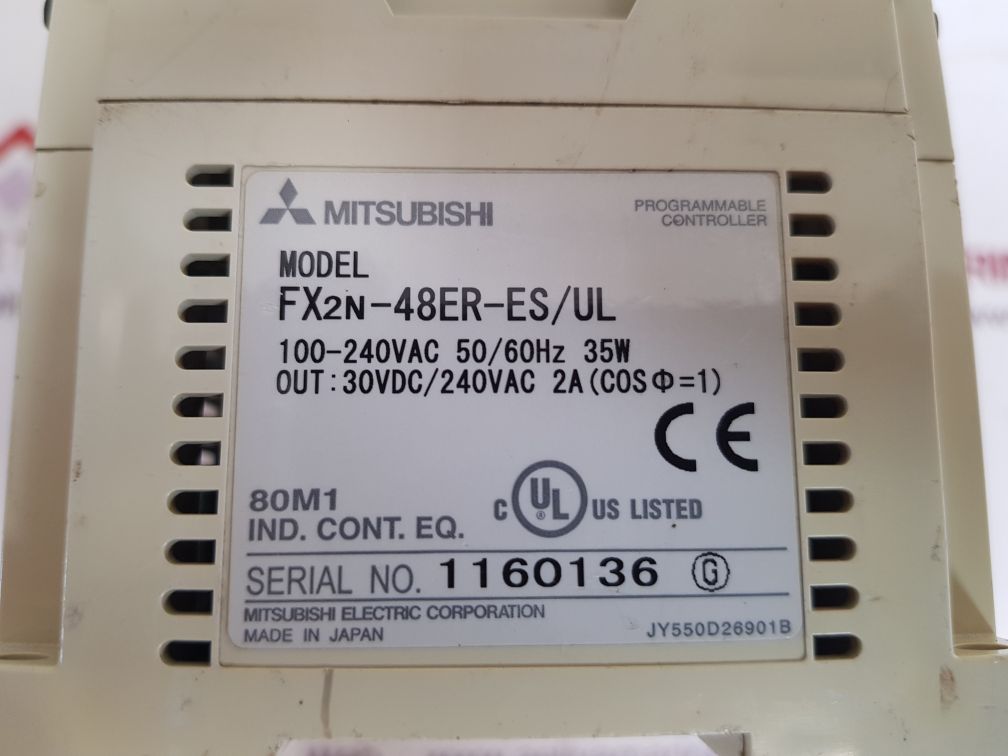 MITSUBISHI
PROGRAMMABLE
CONTROLLER
MODEL
FX2N-48ER-ES/UL
100-240VAC 50/60Hz 35W
OUT:30VDC/240VAC 2A(COSΦ=1)
CE
80M1
IND. CONT. EQ.
C UL ® US LISTED
SERIAL NO. 1160136 G
MITSUBISHI ELECTRIC CORPORATION
MADE IN JAPAN
JY550D26901B